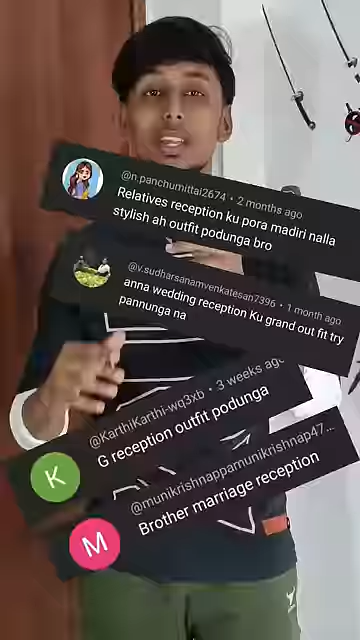 @n.panchumittai2674 • 2 months ago
Relatives reception ku pora madiri nalla
stylish ah outfit podunga bro
@v.sudharsanamvenkatesan7396 • 1 month ago
anna wedding reception Ku grand out fit try
pannunga na
@KarthiKarthi-wq3xb • 3 weeks ago
K
G reception outfit podunga
@munikrishnappamunikrishnap47...
M
Brother marriage reception